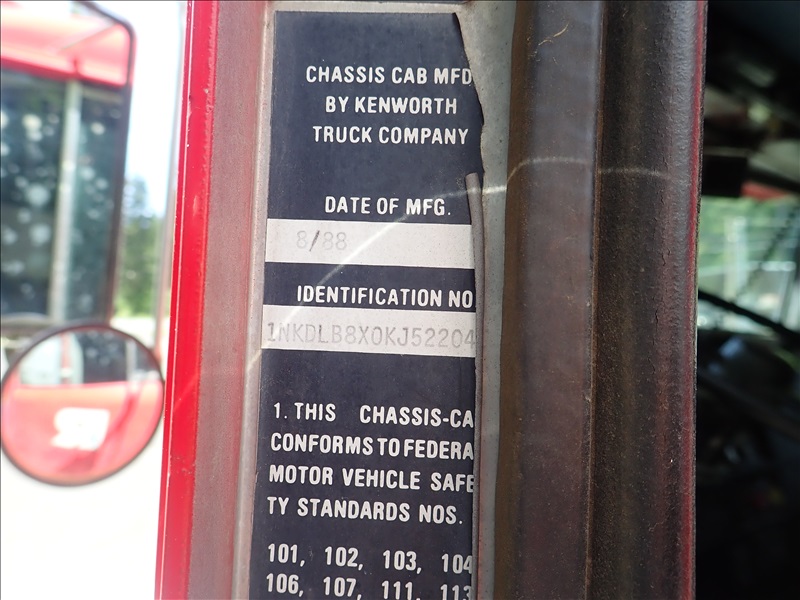 CHASSIS CAB MFD
BY KENWORTH
TRUCK COMPANY
DATE OF MFG.
8/88
IDENTIFICATION NO
1NKDLB8X0KJ52204
1. THIS CHASSIS-CA
CONFORMS TO FEDERA
MOTOR VEHICLE SAFE
TY STANDARDS NOS.
101, 102, 103, 104
106, 107, 111, 113